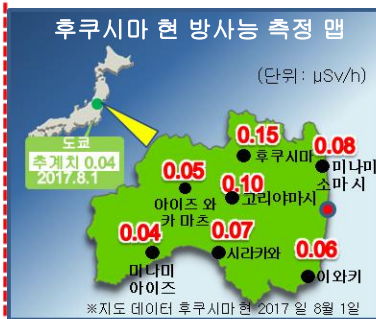 후쿠시마 현 방사능 측정 맵
(단위 : μSv/h)
도쿄
추계치 0.04
2017.8.1
0.15
후쿠시마
0.08
미나미
소마 시
0.05
아이즈 와
카 마츠
0.10
고리야마시
0.04
미나미
아이즈
0.07
시라카와
0.06
이와키
※지도 데이터 후쿠시마 현 2017 일 8월 1일